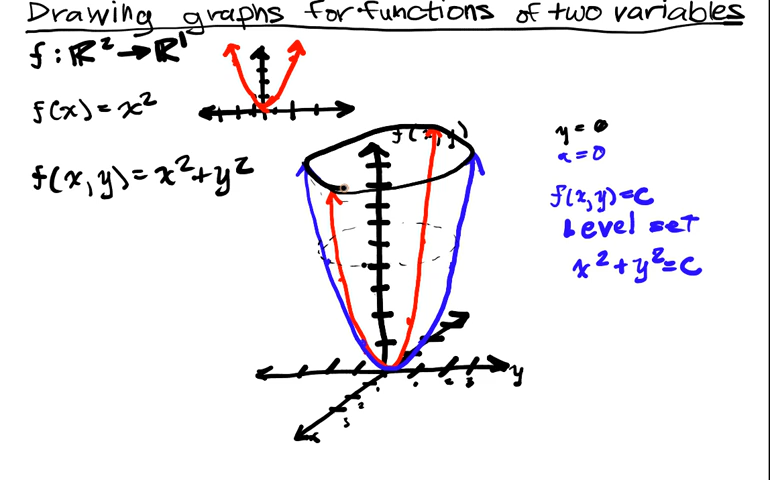 Drawing graphs for functions of two variables
f : ℝ² → ℝ¹
f(x) = x²
f(x, y) = x² + y²
f(x, y)
y = 0
x = 0
f(x, y) = C
Level set
x² + y² = C
y
x